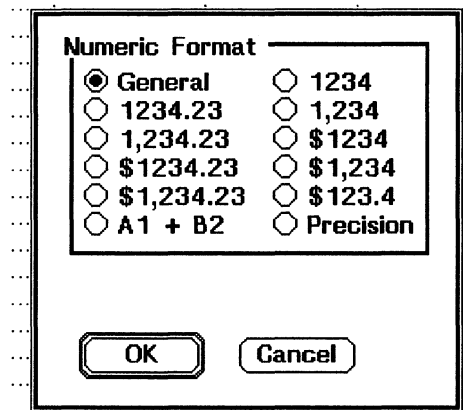 Numeric Format
General 1234
1234.23 1,234
1,234.23 $1234
$1234.23 $1,234
$1,234.23 $123.4
A1 + B2 Precision
OK Cancel